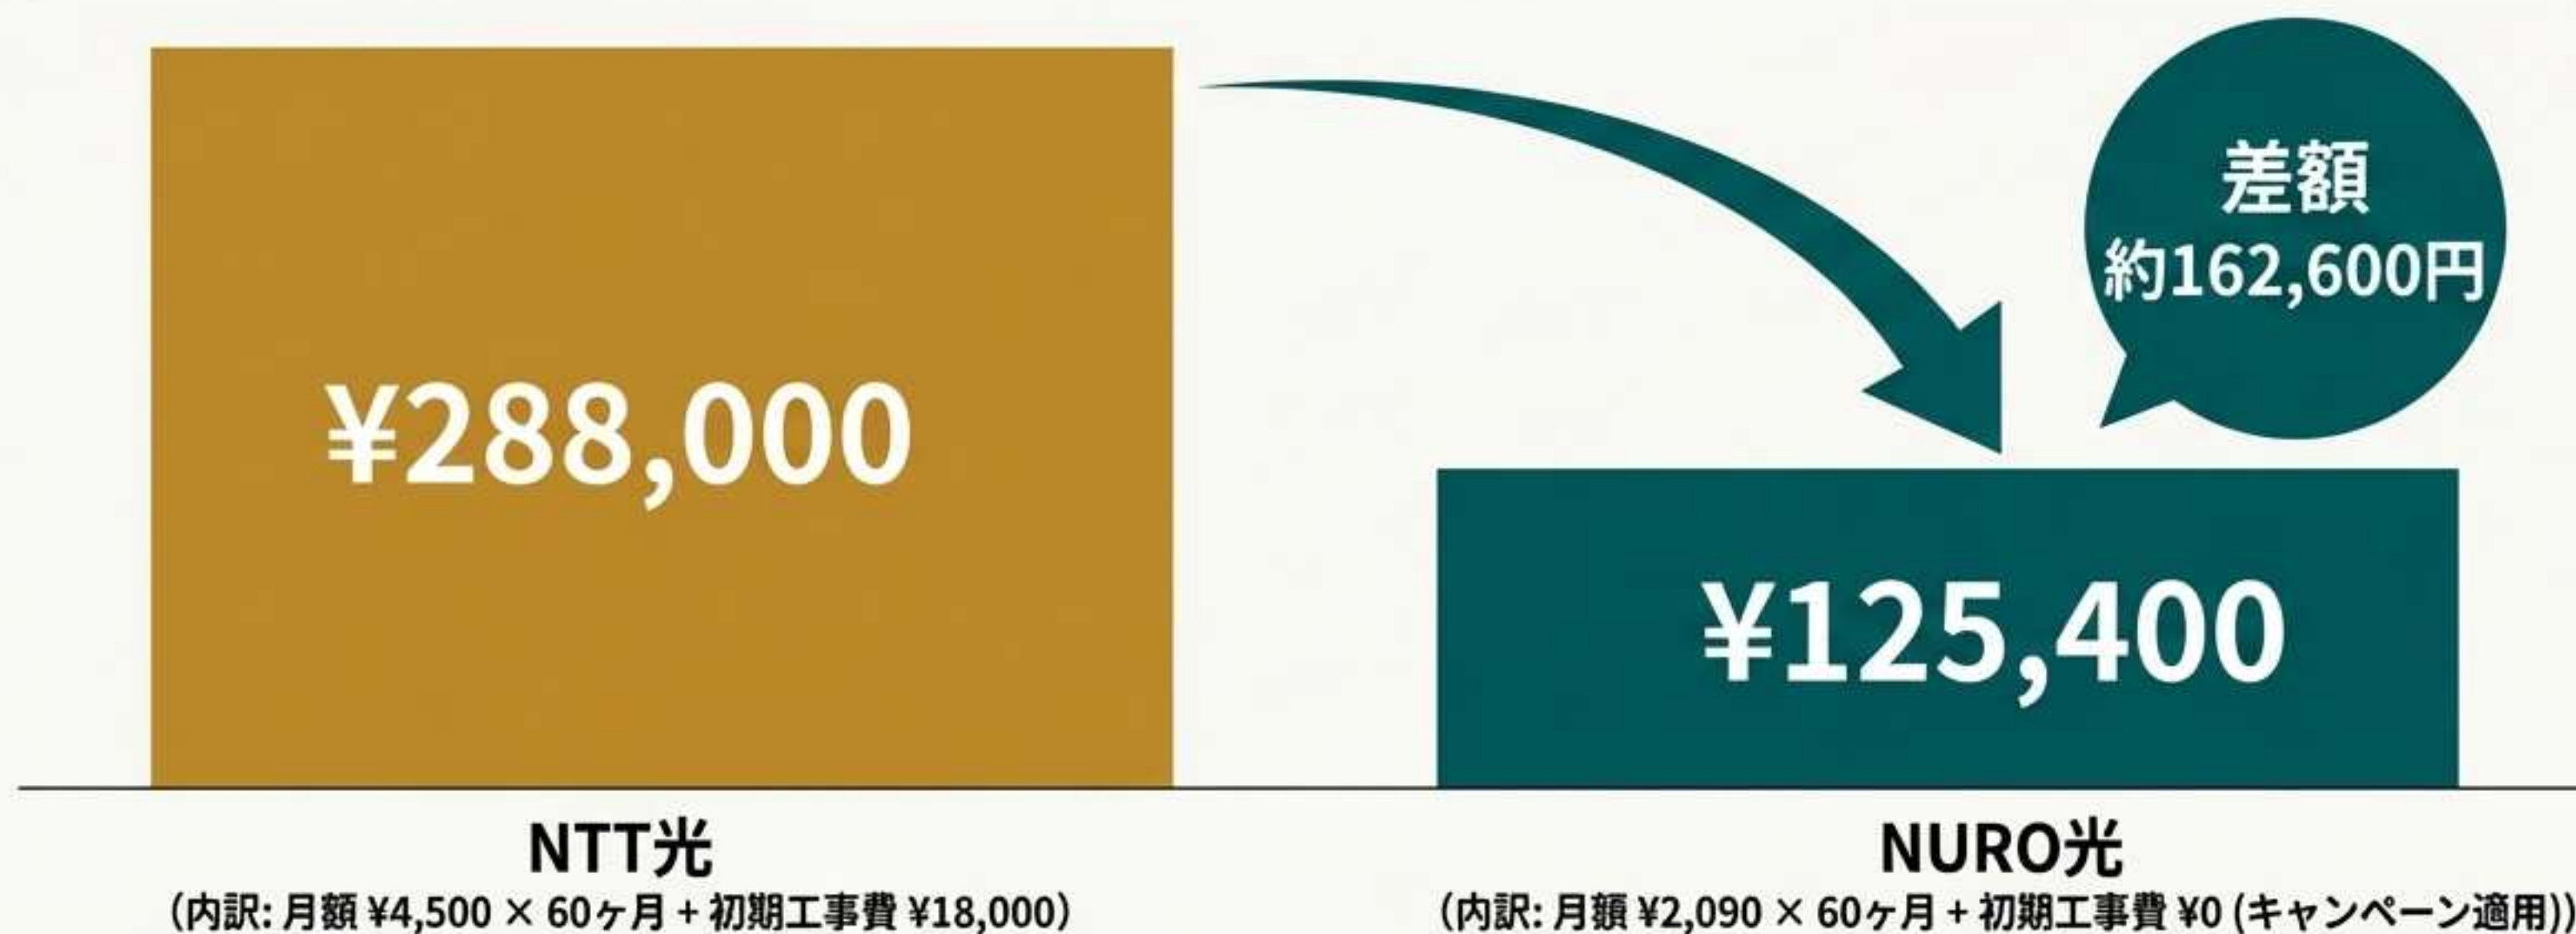 ¥288,000
差額
約162,600円
¥125,400
NTT光
（内訳: 月額 ¥4,500 × 60ヶ月 + 初期工事費 ¥18,000）
NURO光
（内訳: 月額 ¥2,090 × 60ヶ月 + 初期工事費 ¥0 (キャンペーン適用)）